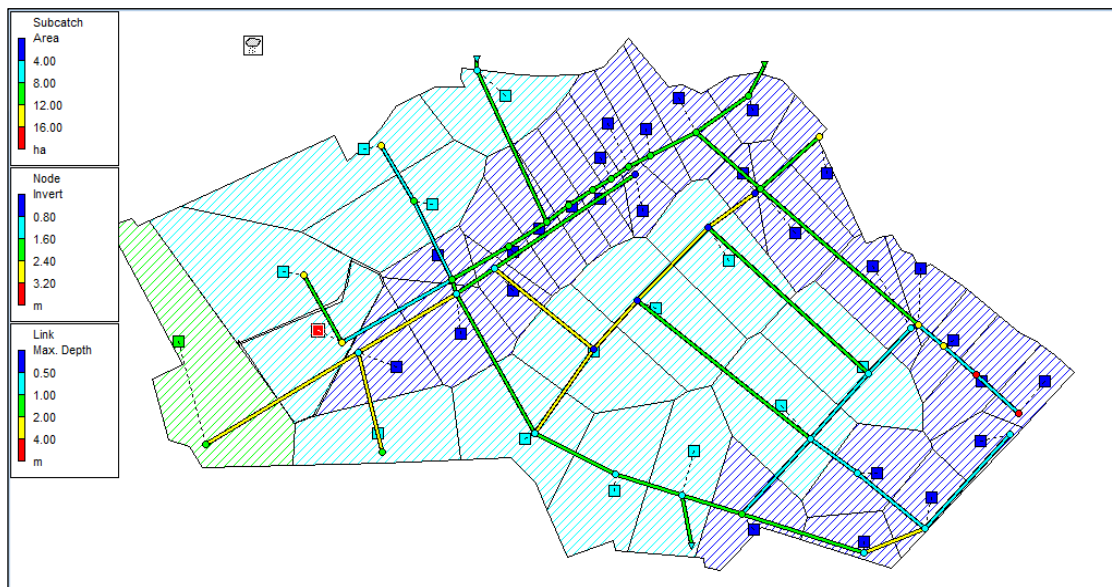 Subcatch
Area
4.00
8.00
12.00
16.00
ha
Node
Invert
0.80
1.60
2.40
3.20
m
Link
Max. Depth
0.50
1.00
2.00
4.00
m